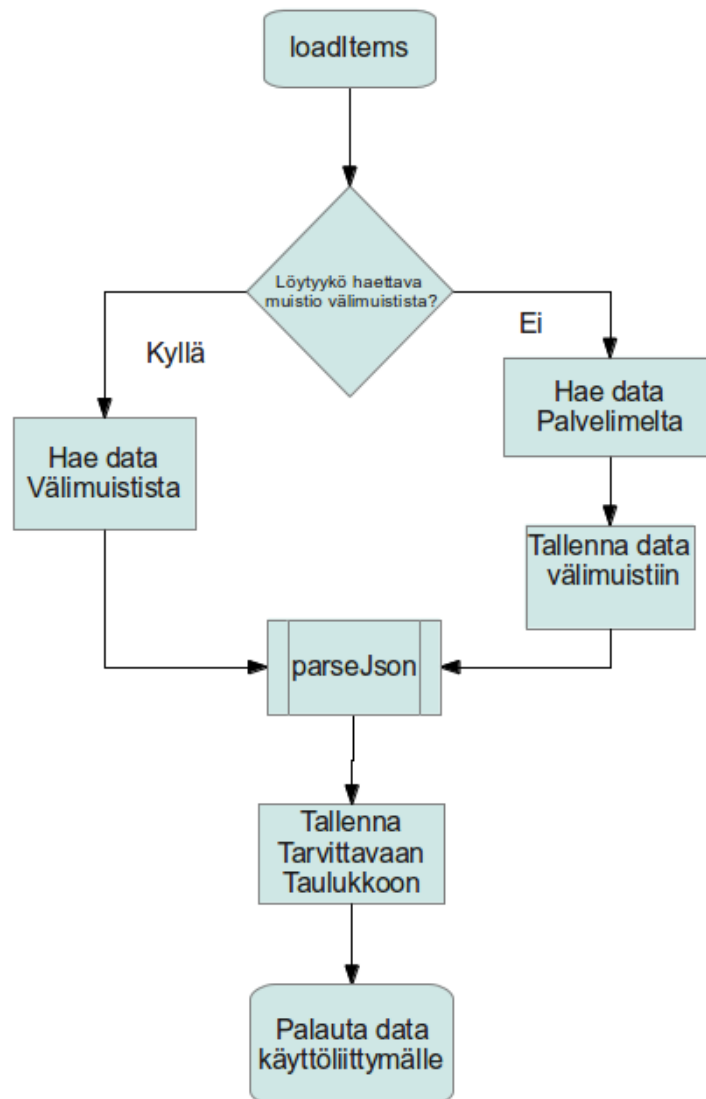 loadItems
Löytyykö haettava
muistio välimuistista?
Kyllä
Ei
Hae data
Välimuistista
Hae data
Palvelimelta
Tallenna data
välimuistiin
parseJson
Tallenna
Tarvittavaan
Taulukkoon
Palauta data
käyttöliittymälle